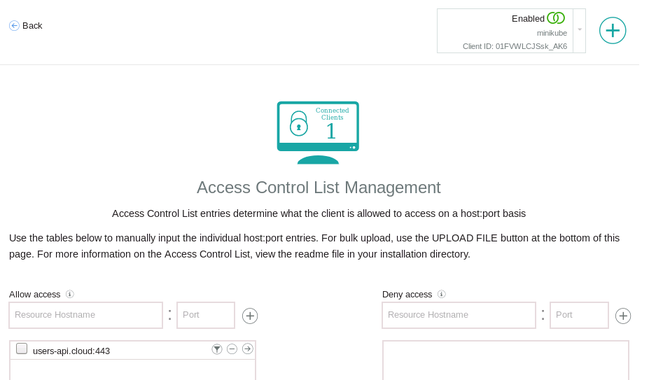 Back
Enabled
minikube
Client ID: 01FVWLCJSsk_AK6
Connected
Clients
1
Access Control List Management
Access Control List entries determine what the client is allowed to access on a host:port basis
Use the tables below to manually input the individual host:port entries. For bulk upload, use the UPLOAD FILE button at the bottom of this
page. For more information on the Access Control List, view the readme file in your installation directory.
Allow access
Deny access
Resource Hostname : Port
Resource Hostname : Port
users-api.cloud:443